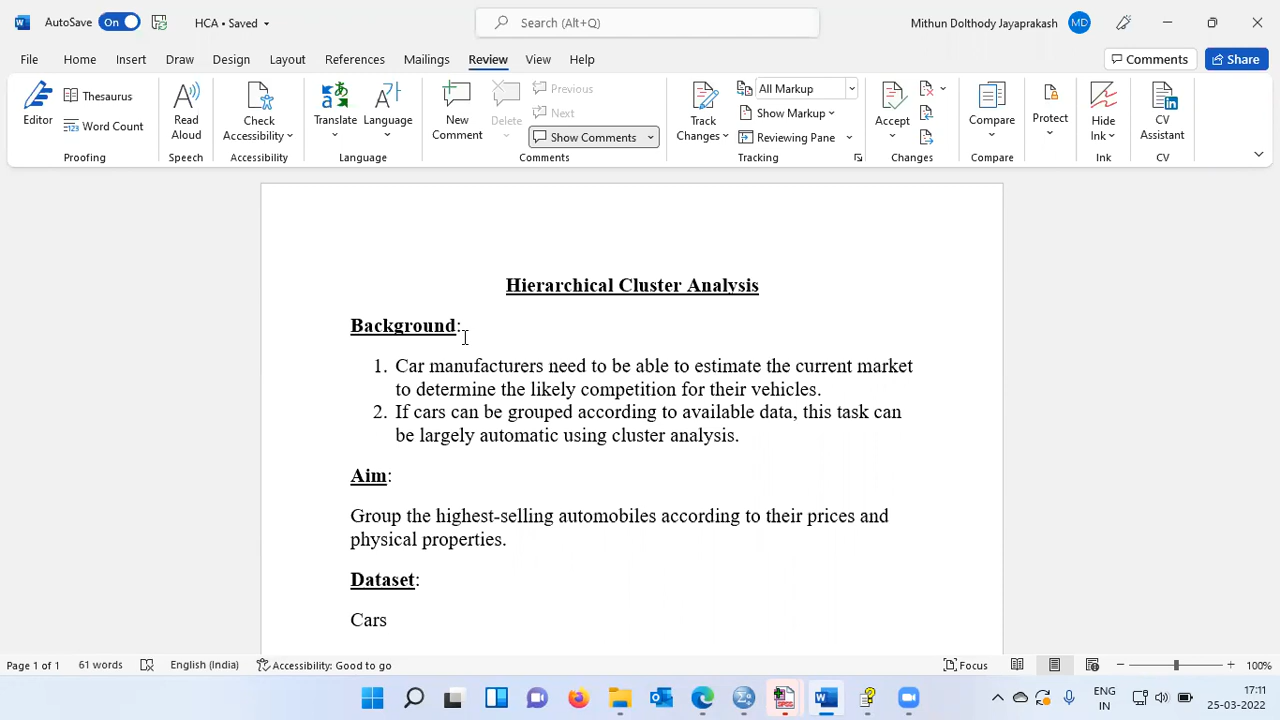 AutoSave On HCA • Saved Search (Alt+Q) Mithun Dolthody Jayaprakash MD
File Home Insert Draw Design Layout References Mailings Review View Help Comments Share
Editor Thesaurus Word Count Read Aloud Check Accessibility Translate Language New Comment Delete Previous Next Show Comments Track Changes All Markup Show Markup Reviewing Pane Accept Compare Protect Hide Ink CV Assistant
Proofing Speech Accessibility Language Comments Tracking Changes Compare Ink CV
Hierarchical Cluster Analysis
Background:
1. Car manufacturers need to be able to estimate the current market
to determine the likely competition for their vehicles.
2. If cars can be grouped according to available data, this task can
be largely automatic using cluster analysis.
Aim:
Group the highest-selling automobiles according to their prices and
physical properties.
Dataset:
Cars
Page 1 of 1 61 words English (India) Accessibility: Good to go Focus 100%
SPSS ENG 17:11
IN 25-03-2022